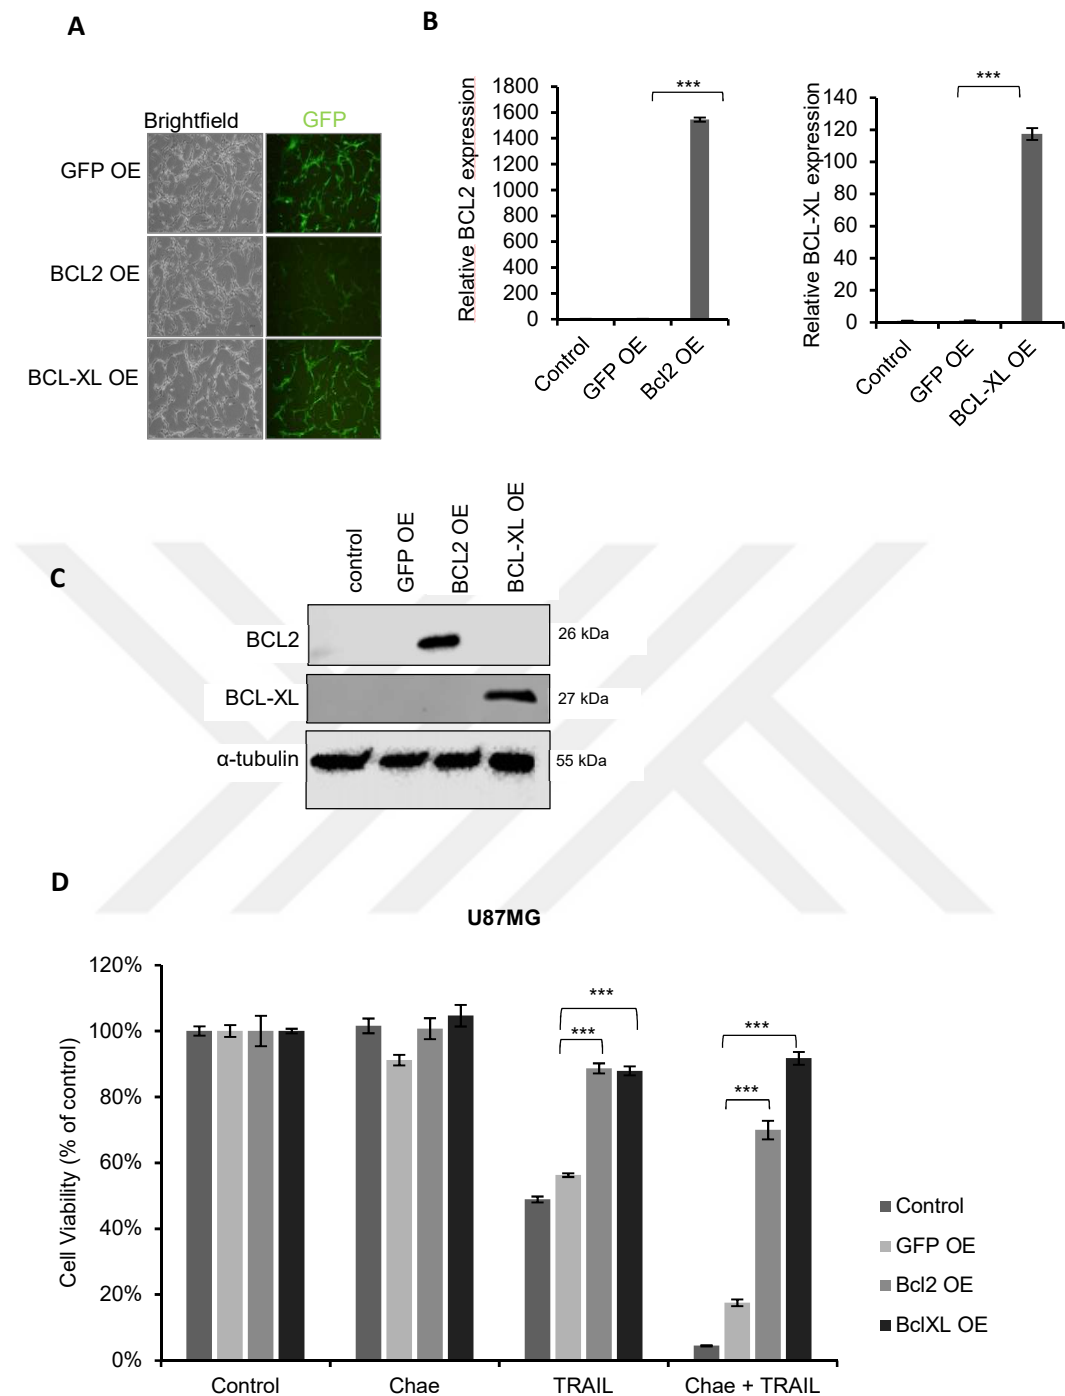 A
Brightfield GFP
GFP OE
BCL2 OE
BCL-XL OE
B
Relative BCL2 expression
1800
1600
1400
1200
1000
800
600
400
200
0
***
Control
GFP OE
Bcl2 OE
Relative BCL-XL expression
140
120
100
80
60
40
20
0
***
Control
GFP OE
BCL-XL OE
C
control
GFP OE
BCL2 OE
BCL-XL OE
BCL2 26 kDa
BCL-XL 27 kDa
α-tubulin 55 kDa
D
U87MG
Cell Viability (% of control)
120%
100%
80%
60%
40%
20%
0%
***
***
***
***
Control
Chae
TRAIL
Chae + TRAIL
Control
GFP OE
Bcl2 OE
BclXL OE